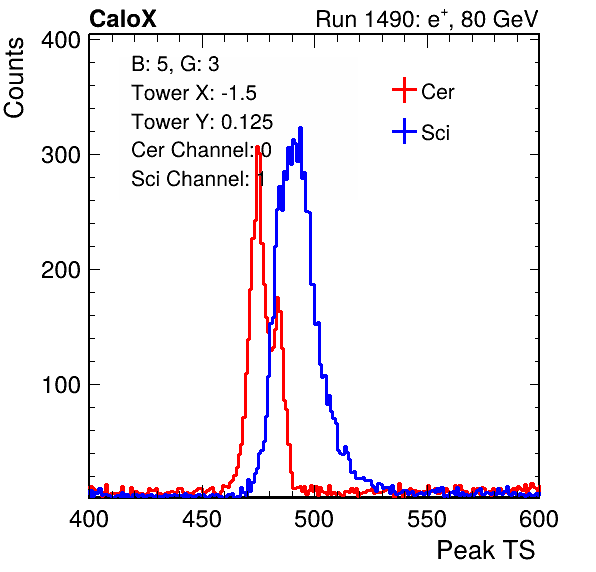 CaloX Run 1490: e⁺, 80 GeV
Counts
400
300
200
100
B: 5, G: 3
Tower X: -1.5
Tower Y: 0.125
Cer Channel: 0
Sci Channel: 1
Cer
Sci
400 450 500 550 600
Peak TS